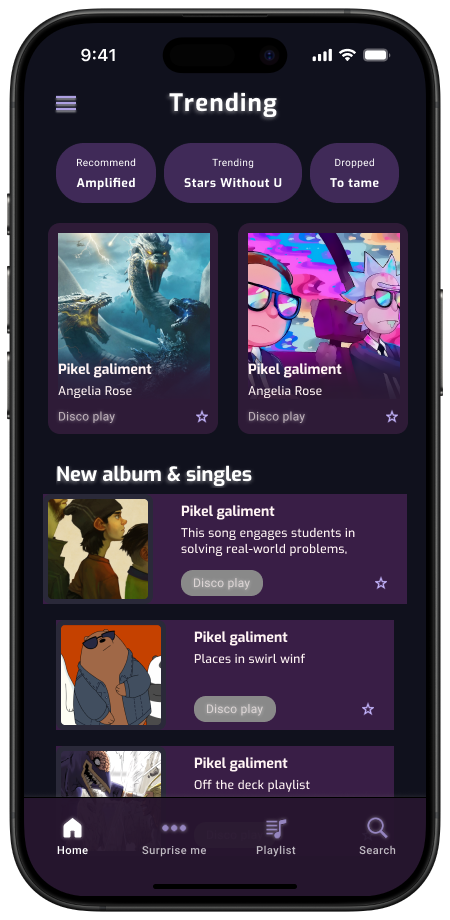 9:41
Trending
Recommend
Amplified
Trending
Stars Without U
Dropped
To tame
Pikel galiment
Angelia Rose
Disco play
Pikel galiment
Angelia Rose
Disco play
New album & singles
Pikel galiment
This song engages students in
solving real-world problems,
Disco play
Pikel galiment
Places in swirl winf
Disco play
Pikel galiment
Off the deck playlist
Home
Surprise me
Playlist
Search